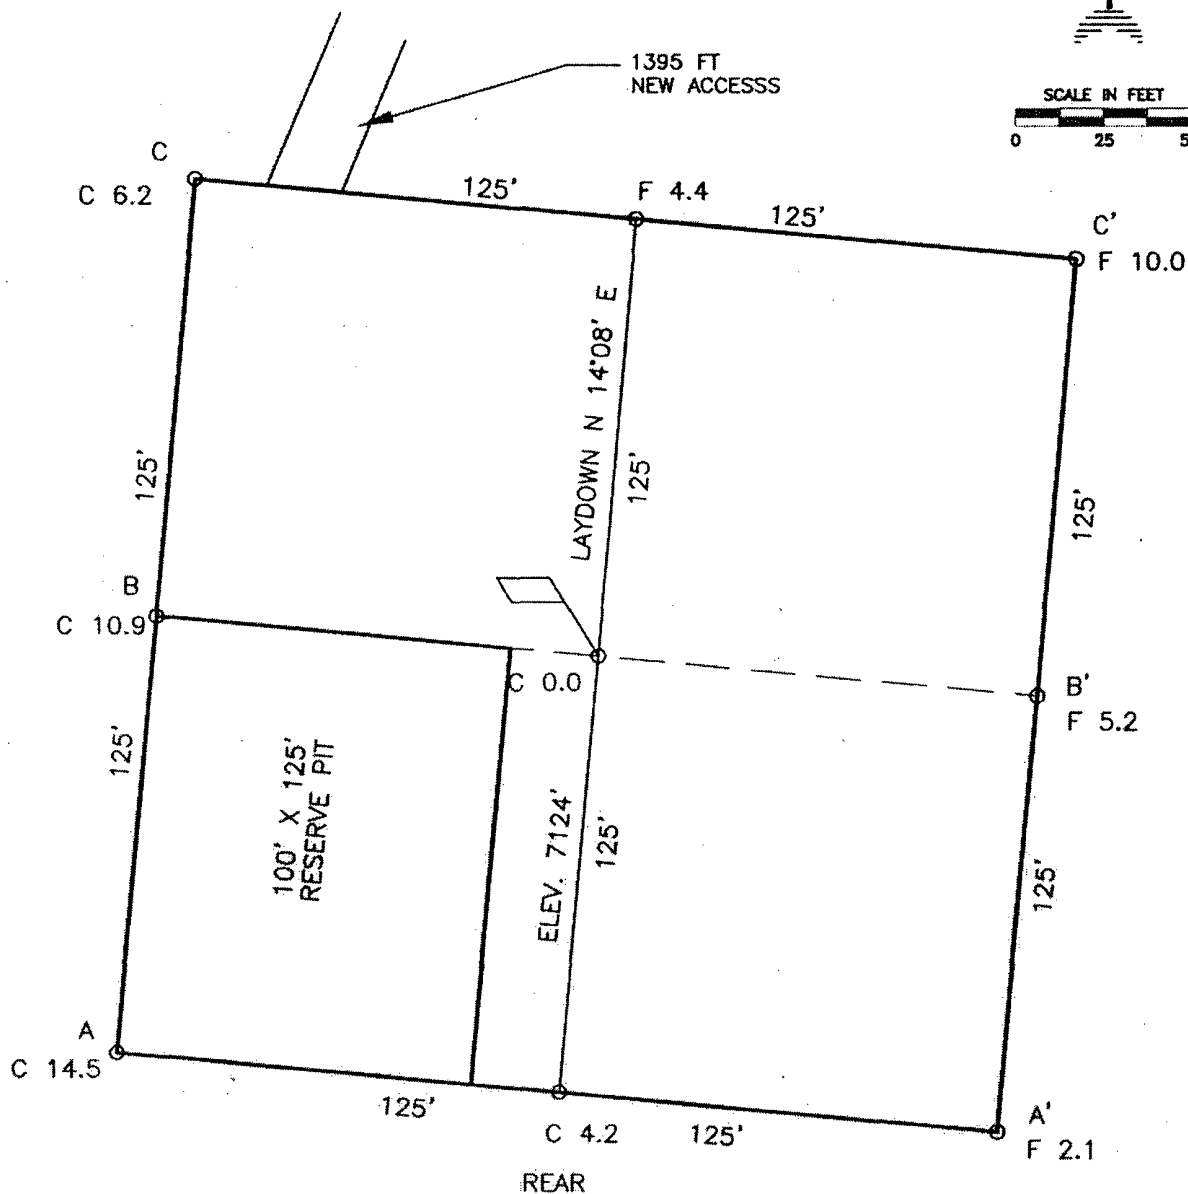 1395 FT
NEW ACCESSS
SCALE IN FEET
0 25
C
C 6.2
125'
F 4.4
125'
C'
F 10.0
LAYDOWN N 14°08' E
125'
125'
125'
B
C 10.9
C 0.0
B'
F 5.2
125'
100' X 125'
RESERVE PIT
ELEV. 7124'
125'
125'
A
C 14.5
125'
C 4.2
125'
A'
F 2.1
REAR